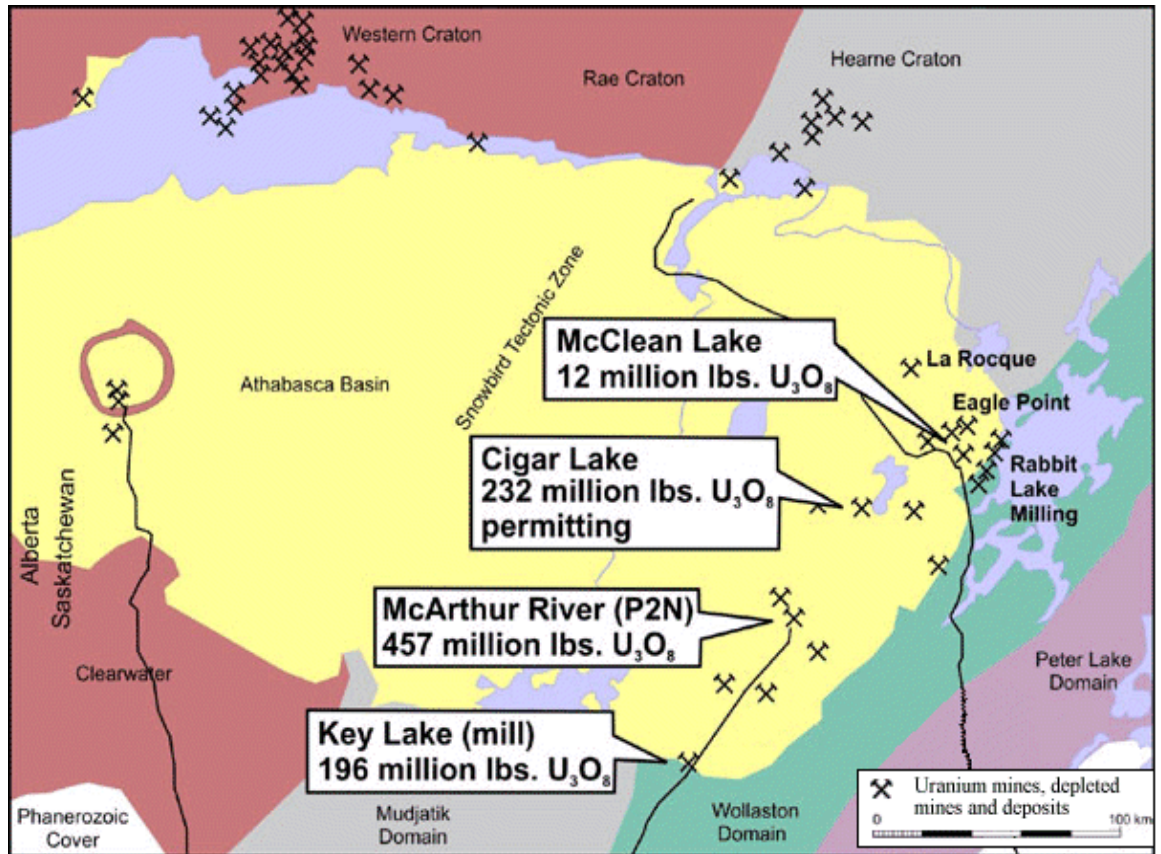 Western Craton
Rae Craton
Hearne Craton
Snowbird Tectonic Zone
McClean Lake
12 million lbs. U₃O₈
La Rocque
Athabasca Basin
Eagle Point
Cigar Lake
232 million lbs. U₃O₈
permitting
Rabbit
Lake
Milling
Alberta
Saskatchewan
McArthur River (P2N)
457 million lbs. U₃O₈
Clearwater
Peter Lake
Domain
Key Lake (mill)
196 million lbs. U₃O₈
Phanerozoic
Cover
Mudjatik
Domain
Wollaston
Domain
Uranium mines, depleted
mines and deposits
0 100 km